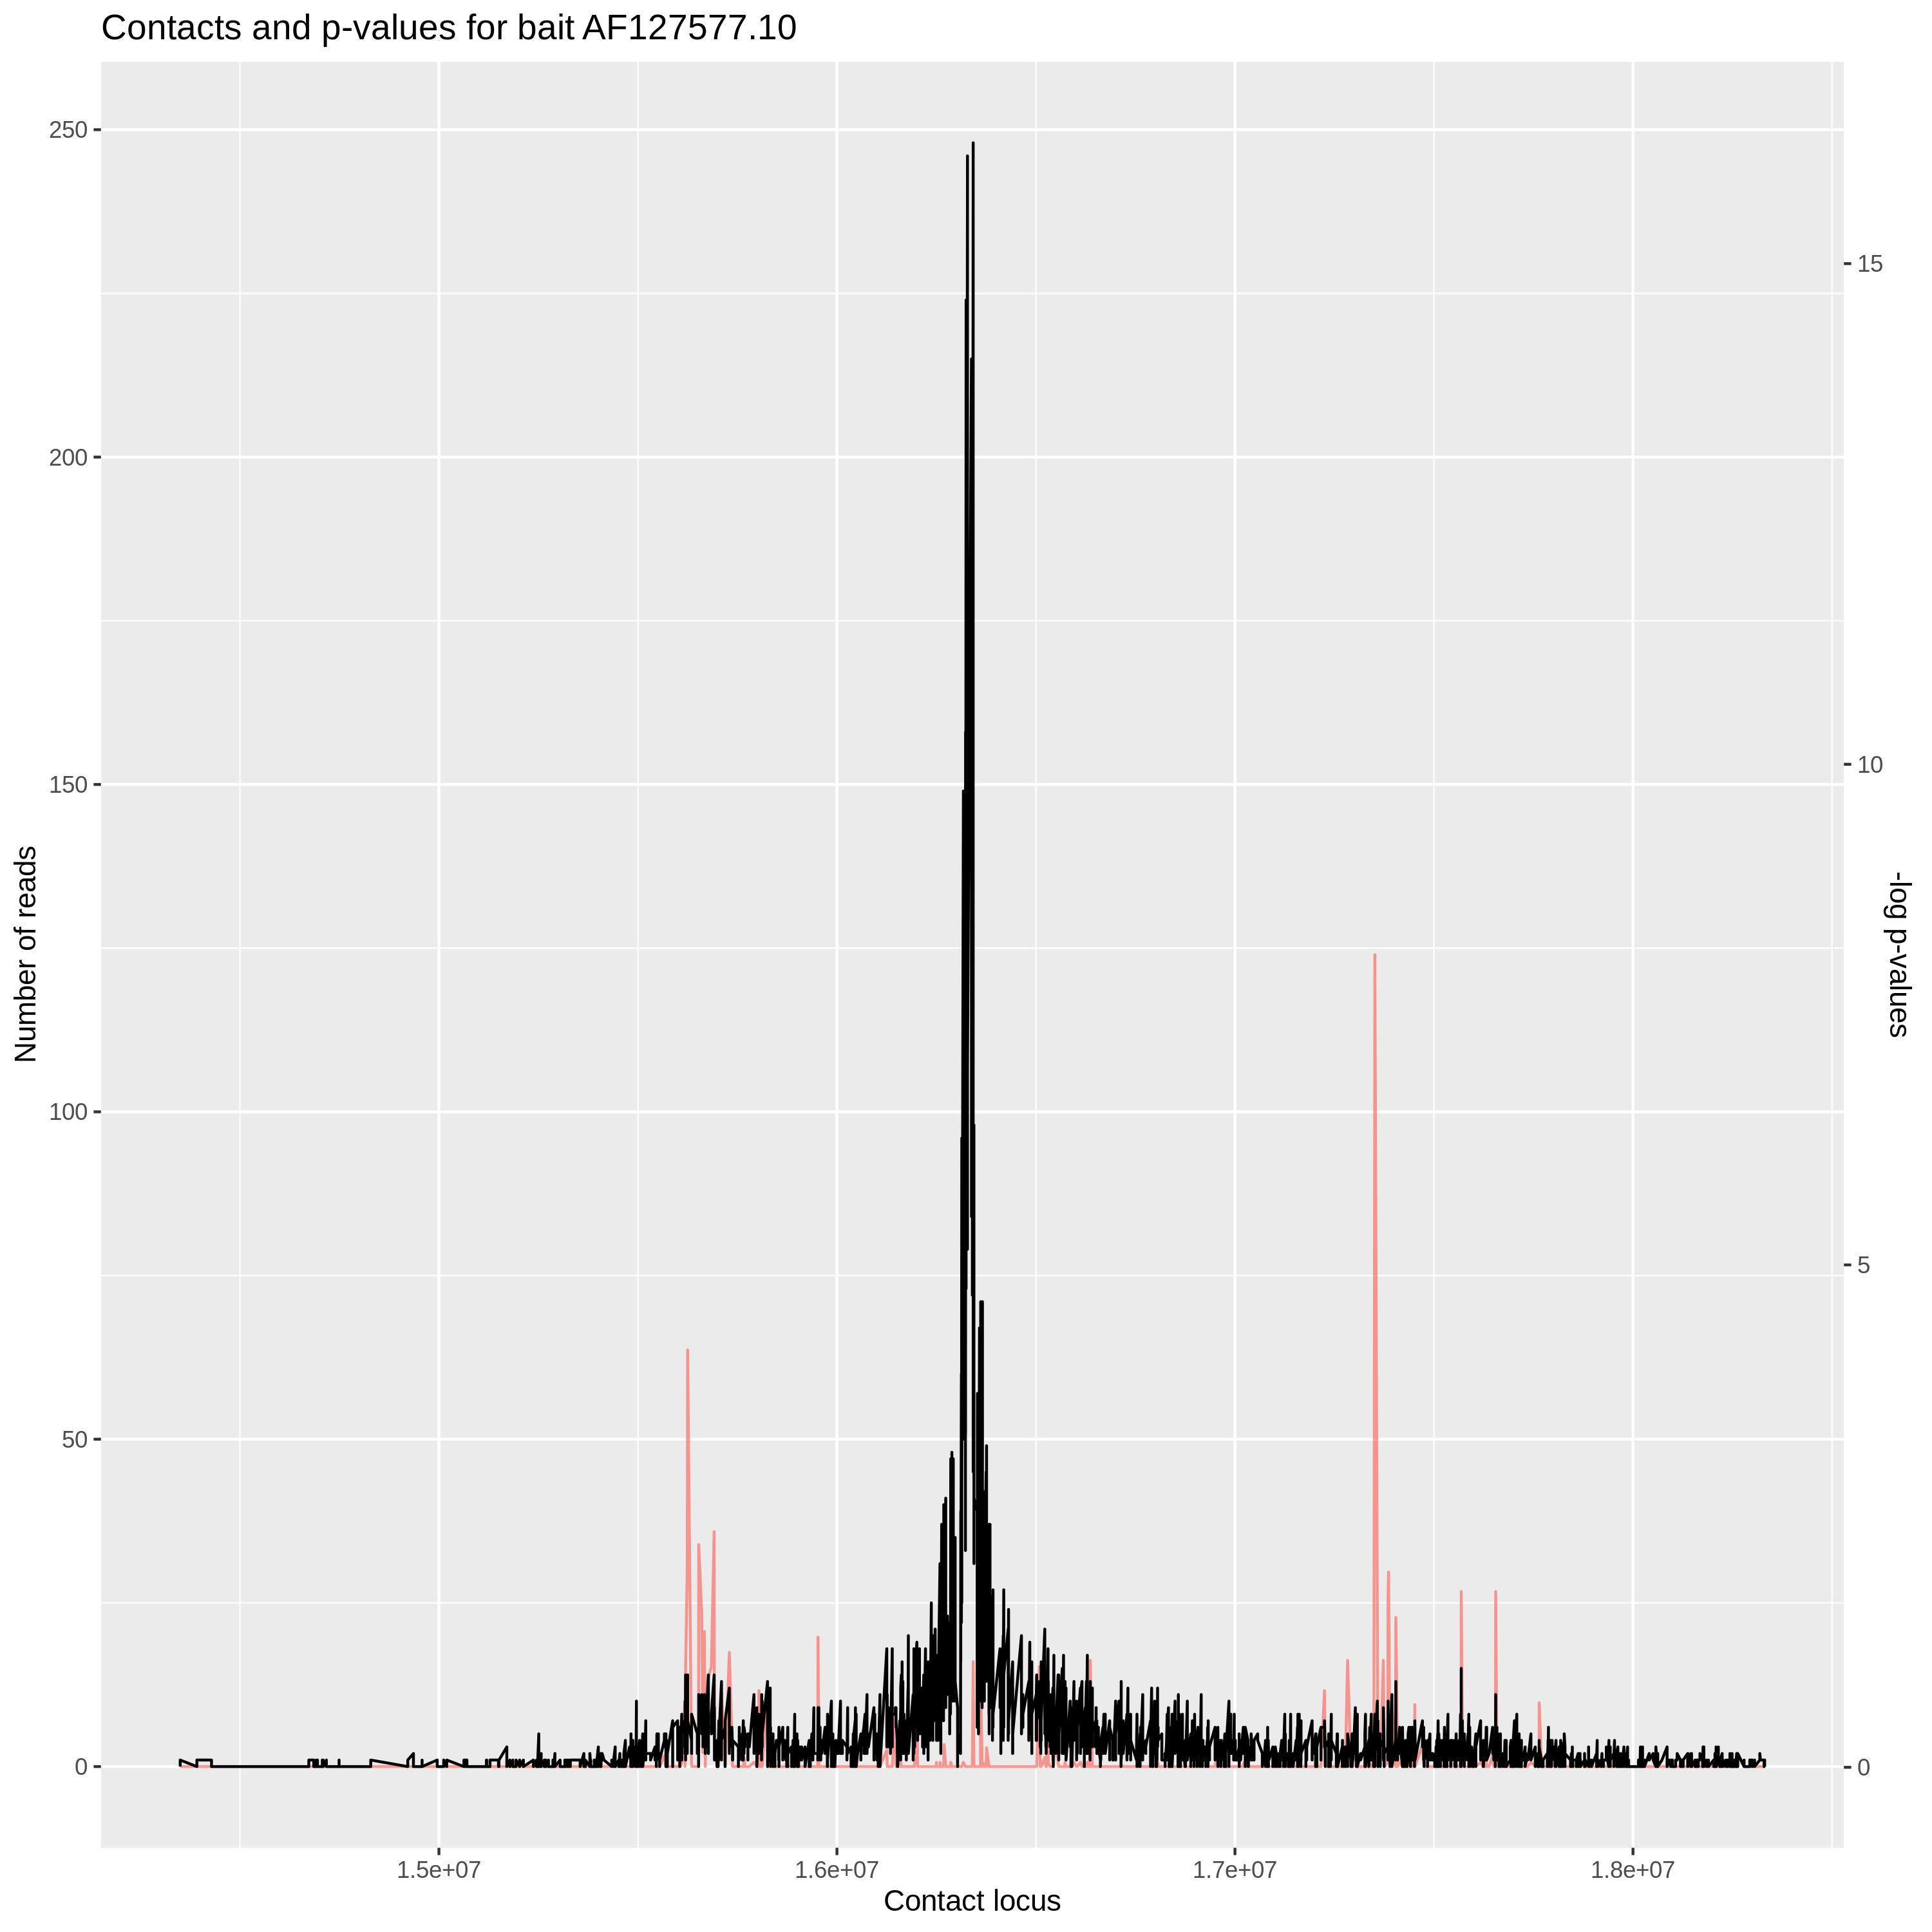 Contacts and p-values for bait AF127577.10
250
200
150
100
50
0
Number of reads
15
10
5
0
-log p-values
1.5e+07
1.6e+07
1.7e+07
1.8e+07
Contact locus